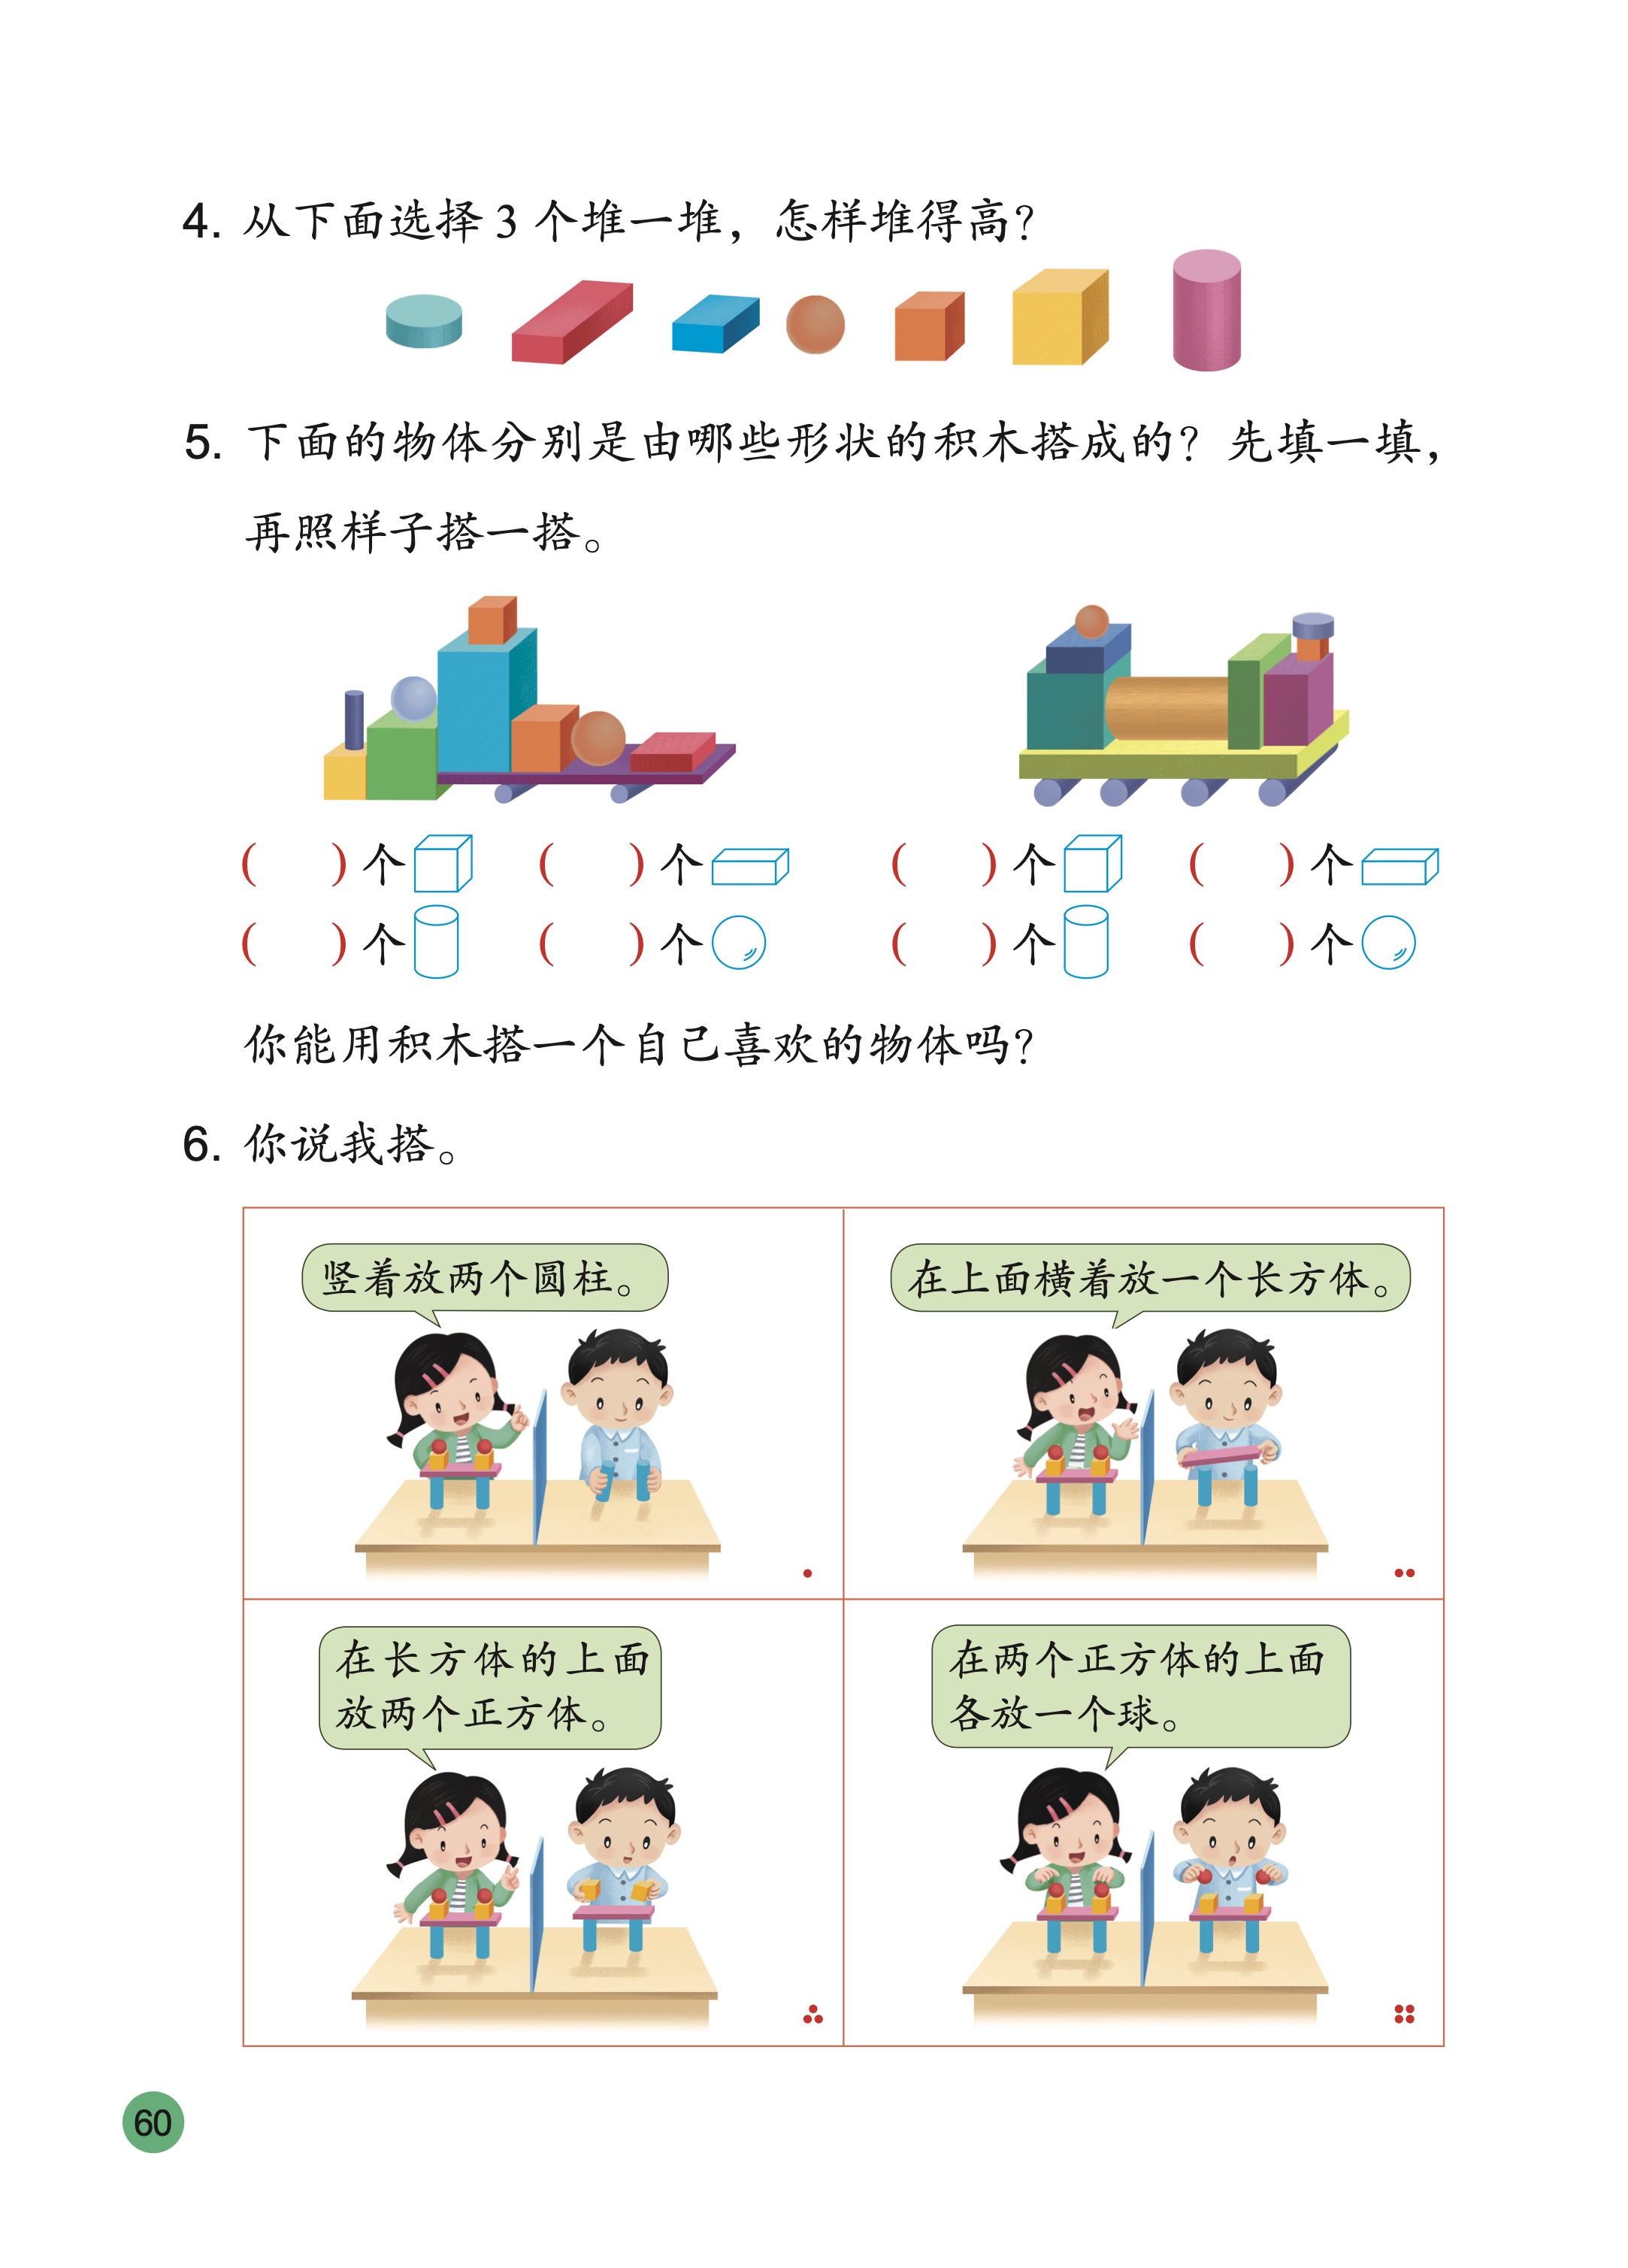 4. 从下面选择 3 个堆一堆，怎样堆得高？
5. 下面的物体分别是由哪些形状的积木搭成的？先填一填，
再照样子搭一搭。
(　　) 个　(　　) 个　(　　) 个　(　　) 个
(　　) 个　(　　) 个　(　　) 个　(　　) 个
你能用积木搭一个自己喜欢的物体吗？
6. 你说我搭。
竖着放两个圆柱。
在上面横着放一个长方体。
在长方体的上面
放两个正方体。
在两个正方体的上面
各放一个球。
60